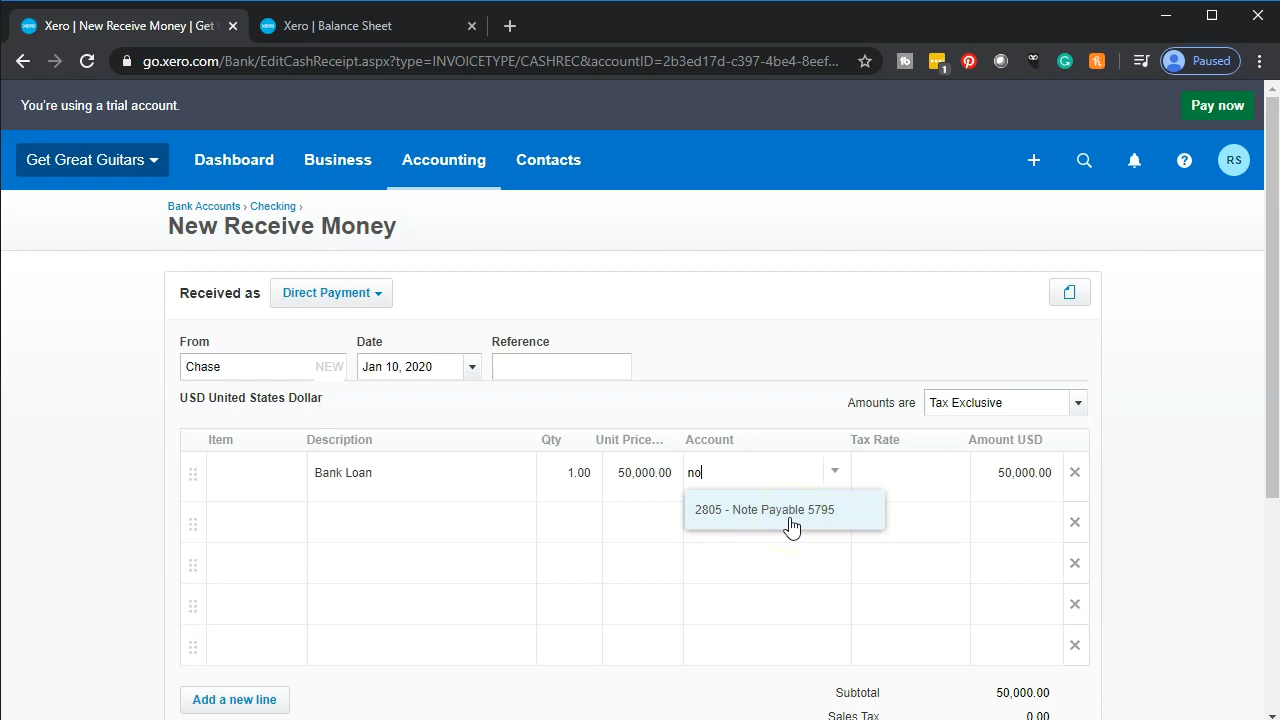 Xero | New Receive Money | Get
Xero | Balance Sheet
go.xero.com/Bank/EditCashReceipt.aspx?type=INVOICETYPE/CASHREC&accountID=2b3ed17d-c397-4be4-8eef...
1
Paused
You're using a trial account.
Pay now
Get Great Guitars
Dashboard
Business
Accounting
Contacts
RS
Bank Accounts › Checking ›
New Receive Money
Received as
Direct Payment
From
Date
Reference
Chase
NEW
Jan 10, 2020
USD United States Dollar
Amounts are
Tax Exclusive
Item
Description
Qty
Unit Price...
Account
Tax Rate
Amount USD
Bank Loan
1.00
50,000.00
no
50,000.00
2805 - Note Payable 5795
Add a new line
Subtotal
50,000.00
Sales Tax
0.00